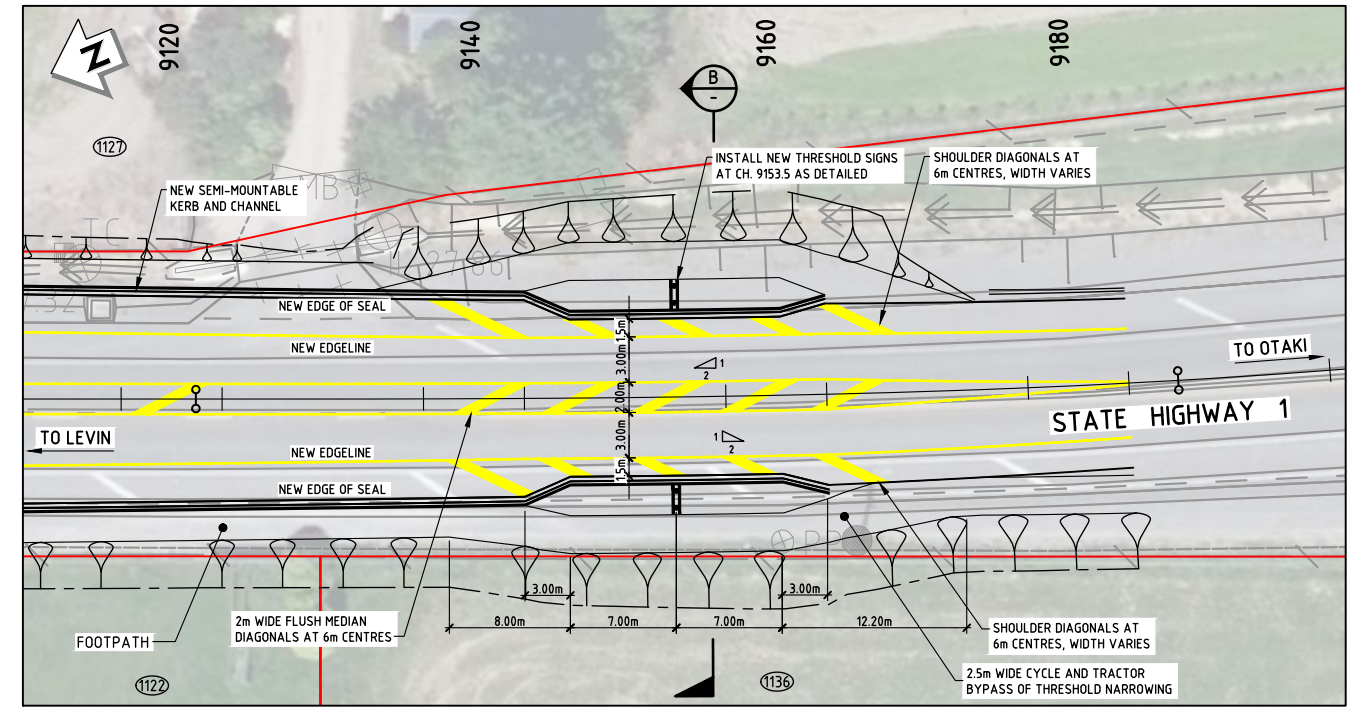 9120
9140
9160
9180
N
B
-
1127
INSTALL NEW THRESHOLD SIGNS
AT CH. 9153.5 AS DETAILED
SHOULDER DIAGONALS AT
6m CENTRES, WIDTH VARIES
NEW SEMI-MOUNTABLE
KERB AND CHANNEL
MB
TC
NEW EDGE OF SEAL
NEW EDGELINE
1.5m
3.00m
2.00m
3.00m
1.5m
1
2
1
2
TO OTAKI
STATE HIGHWAY 1
TO LEVIN
NEW EDGELINE
NEW EDGE OF SEAL
PP
3.00m
3.00m
8.00m
7.00m
7.00m
12.20m
2m WIDE FLUSH MEDIAN
DIAGONALS AT 6m CENTRES
FOOTPATH
SHOULDER DIAGONALS AT
6m CENTRES, WIDTH VARIES
2.5m WIDE CYCLE AND TRACTOR
BYPASS OF THRESHOLD NARROWING
1122
1136